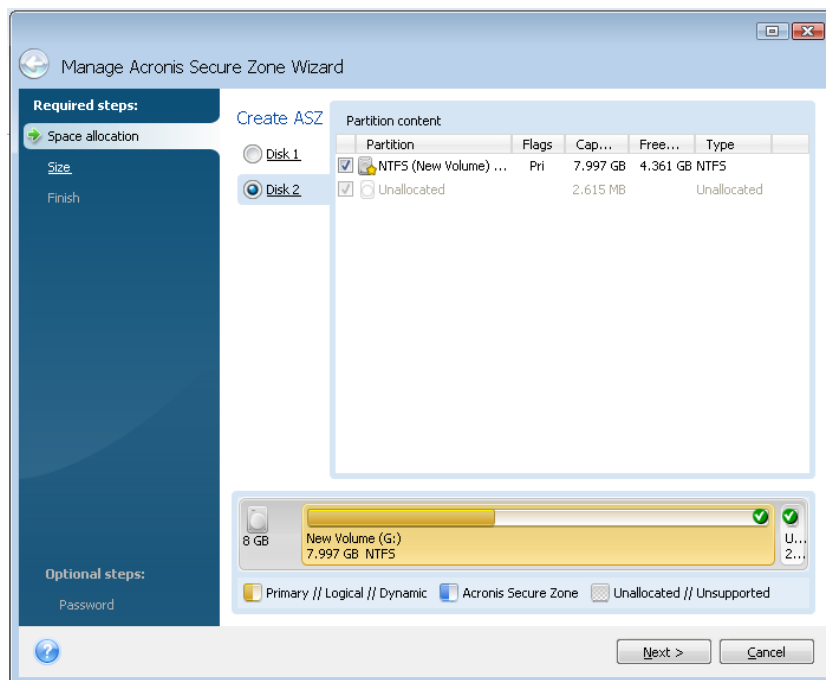 Manage Acronis Secure Zone Wizard
Required steps:
Space allocation
Size
Finish
Optional steps:
Password
Create ASZ
Disk 1
Disk 2
Partition content
Partition Flags Cap... Free... Type
NTFS (New Volume) ... Pri 7.997 GB 4.361 GB NTFS
Unallocated 2.615 MB Unallocated
8 GB
New Volume (G:)
7.997 GB NTFS
U...
2...
Primary // Logical // Dynamic Acronis Secure Zone Unallocated // Unsupported
?
Next > Cancel